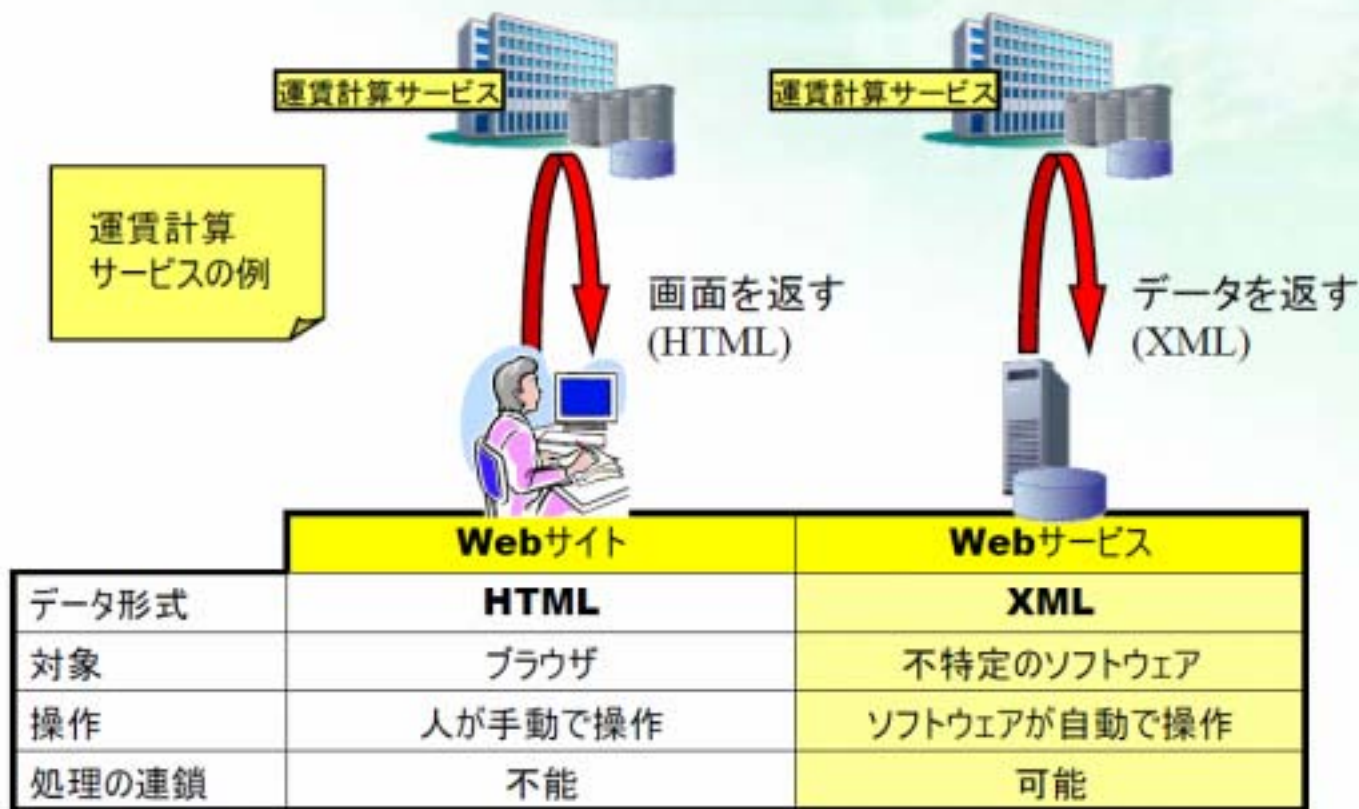 運賃計算サービス
運賃計算サービス
運賃計算
サービスの例
画面を返す
(HTML)
データを返す
(XML)
Webサイト Webサービス
データ形式 HTML XML
対象 ブラウザ 不特定のソフトウェア
操作 人が手動で操作 ソフトウェアが自動で操作
処理の連鎖 不能 可能